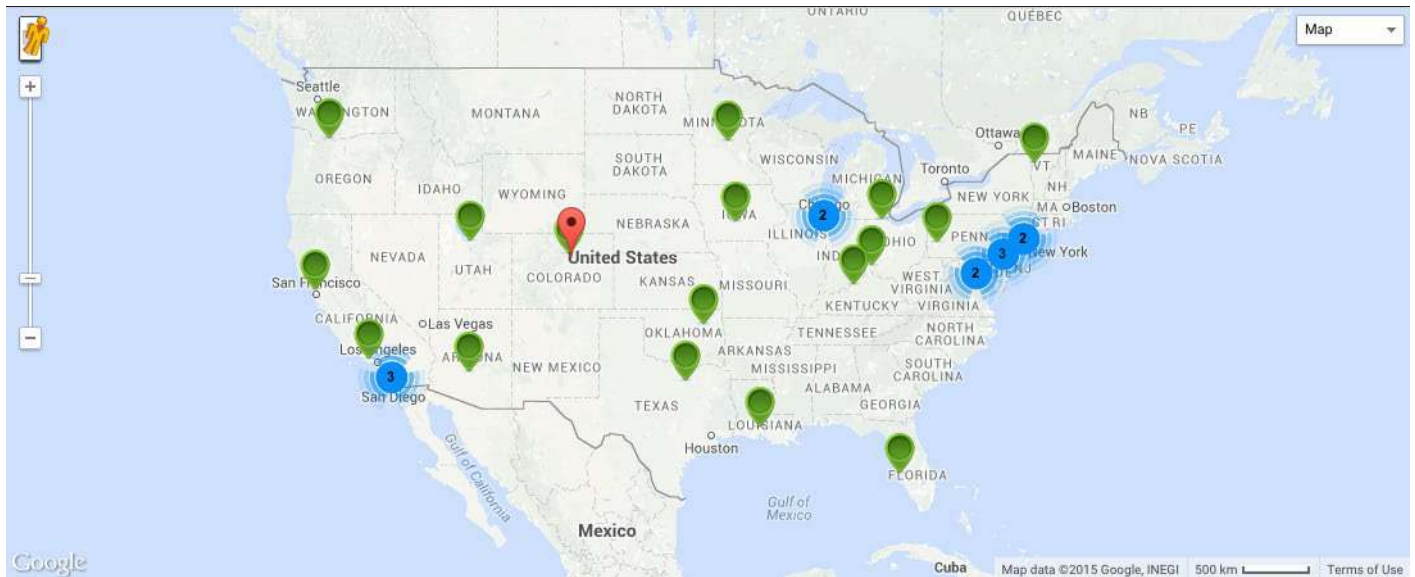 ONTARIO
QUÉBEC
Map
+
Seattle
WASHINGTON
MONTANA
NORTH
DAKOTA
MINNESOTA
NB
PE
Ottawa
MAINE
NOVA SCOTIA
VT
SOUTH
DAKOTA
WISCONSIN
MICHIGAN
Toronto
OREGON
IDAHO
WYOMING
NEW YORK
NH
MA
Boston
CT RI
IOWA
Chicago
2
NEBRASKA
ILLINOIS
OHIO
PENN
2
3
2
New York
NJ
NEVADA
UTAH
United States
COLORADO
IND
WEST
VIRGINIA
San Francisco
KANSAS
MISSOURI
KENTUCKY
VIRGINIA
CALIFORNIA
Las Vegas
OKLAHOMA
TENNESSEE
NORTH
CAROLINA
−
Los Angeles
ARIZONA
NEW MEXICO
ARKANSAS
MISSISSIPPI
SOUTH
CAROLINA
3
San Diego
ALABAMA
TEXAS
GEORGIA
LOUISIANA
Houston
FLORIDA
Gulf of California
Gulf of
Mexico
Mexico
Google
Cuba
Map data ©2015 Google, INEGI
500 km
Terms of Use